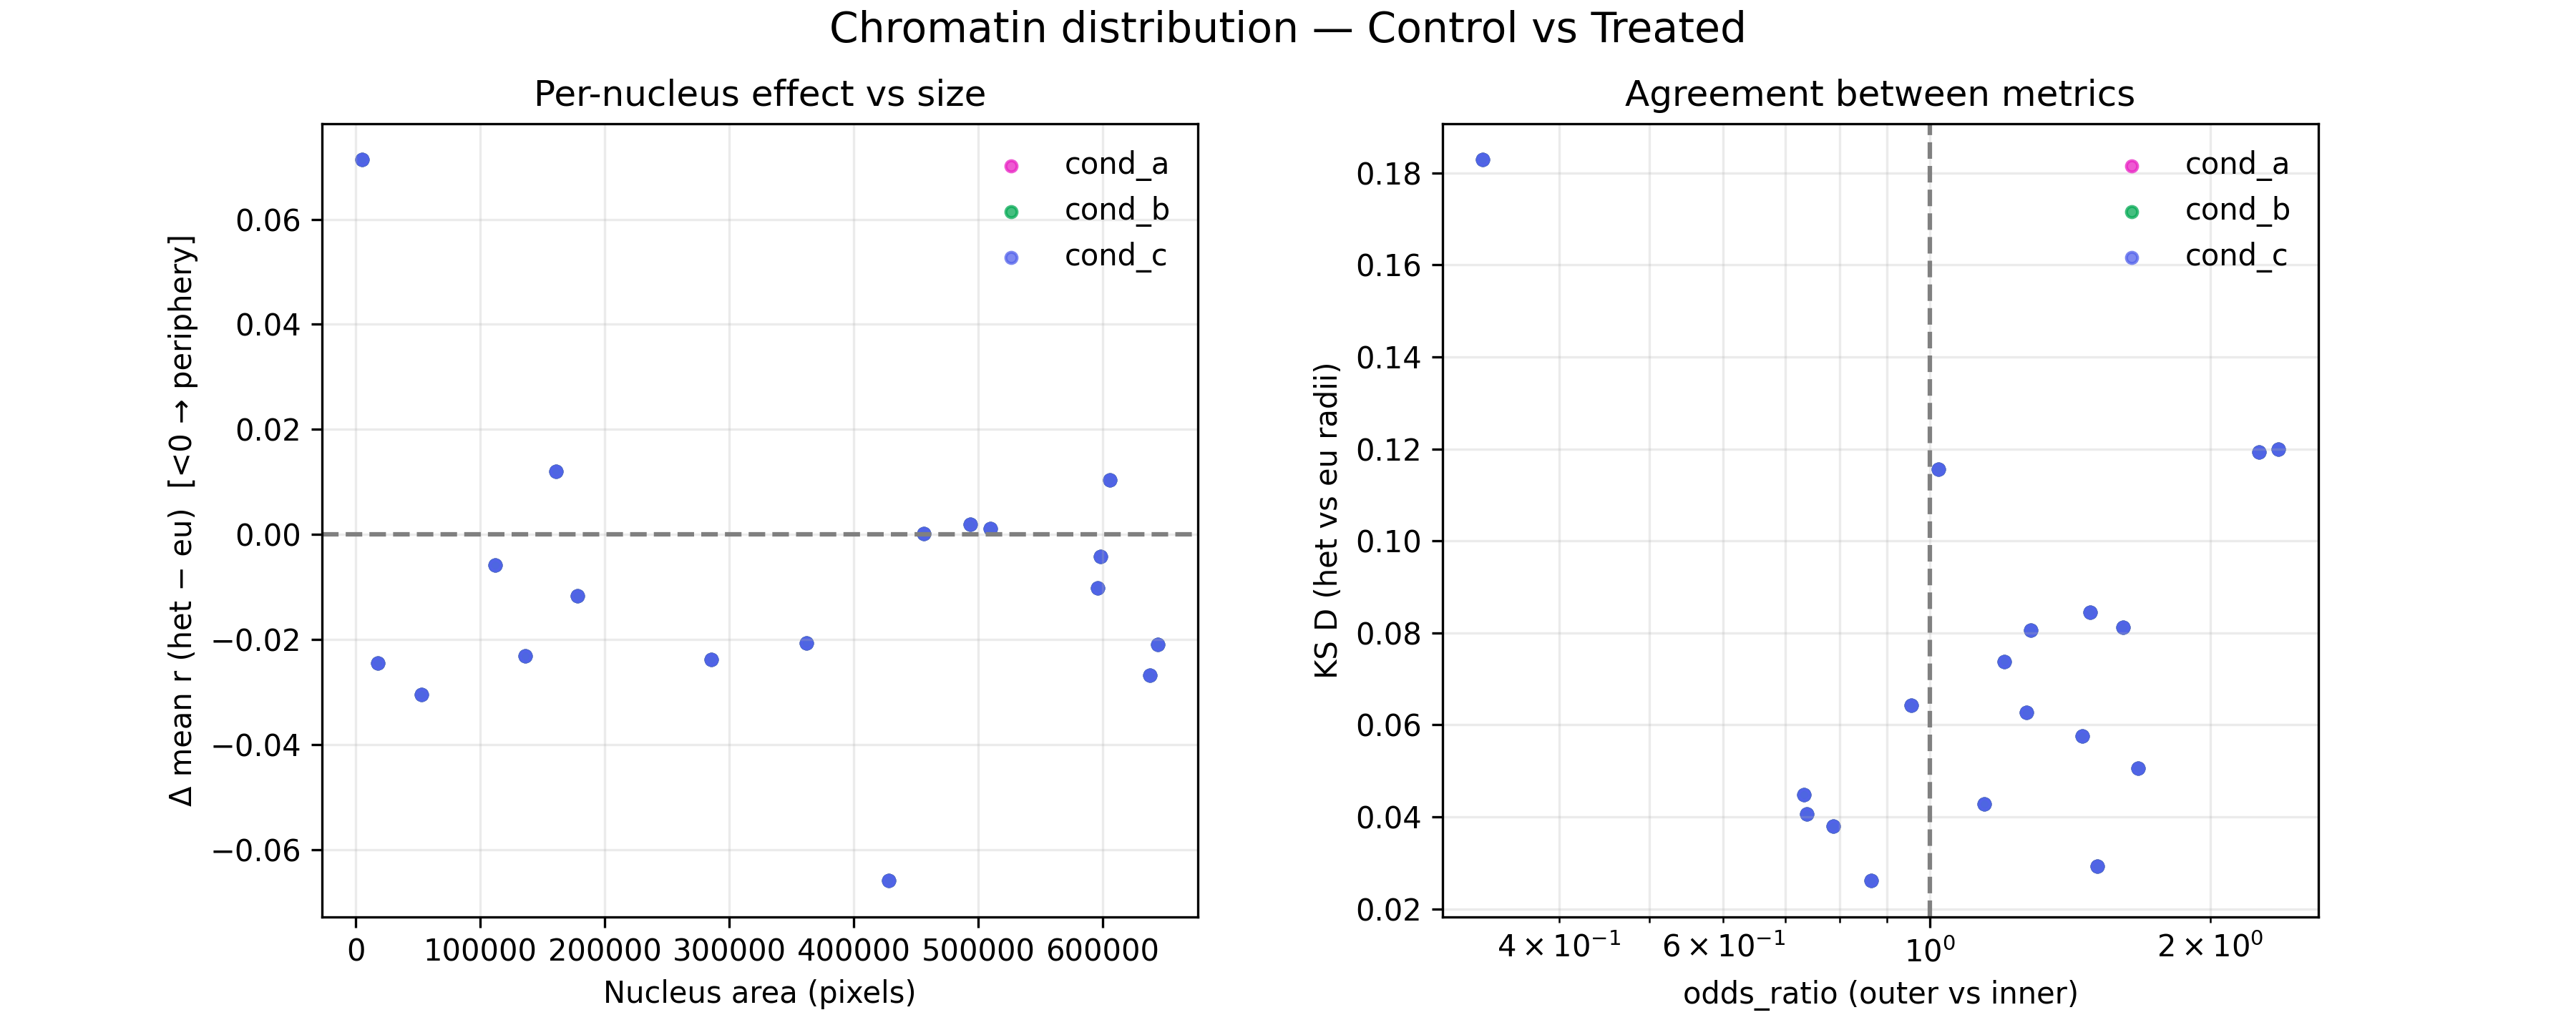 Chromatin distribution — Control vs Treated
Per-nucleus effect vs size
Δ mean r (het − eu)  [<0 → periphery]
0.06
0.04
0.02
0.00
−0.02
−0.04
−0.06
cond_a
cond_b
cond_c
0 100000 200000 300000 400000 500000 600000
Nucleus area (pixels)
Agreement between metrics
KS D (het vs eu radii)
0.18
0.16
0.14
0.12
0.10
0.08
0.06
0.04
0.02
cond_a
cond_b
cond_c
4 × 10⁻¹ 6 × 10⁻¹ 10⁰ 2 × 10⁰
odds_ratio (outer vs inner)